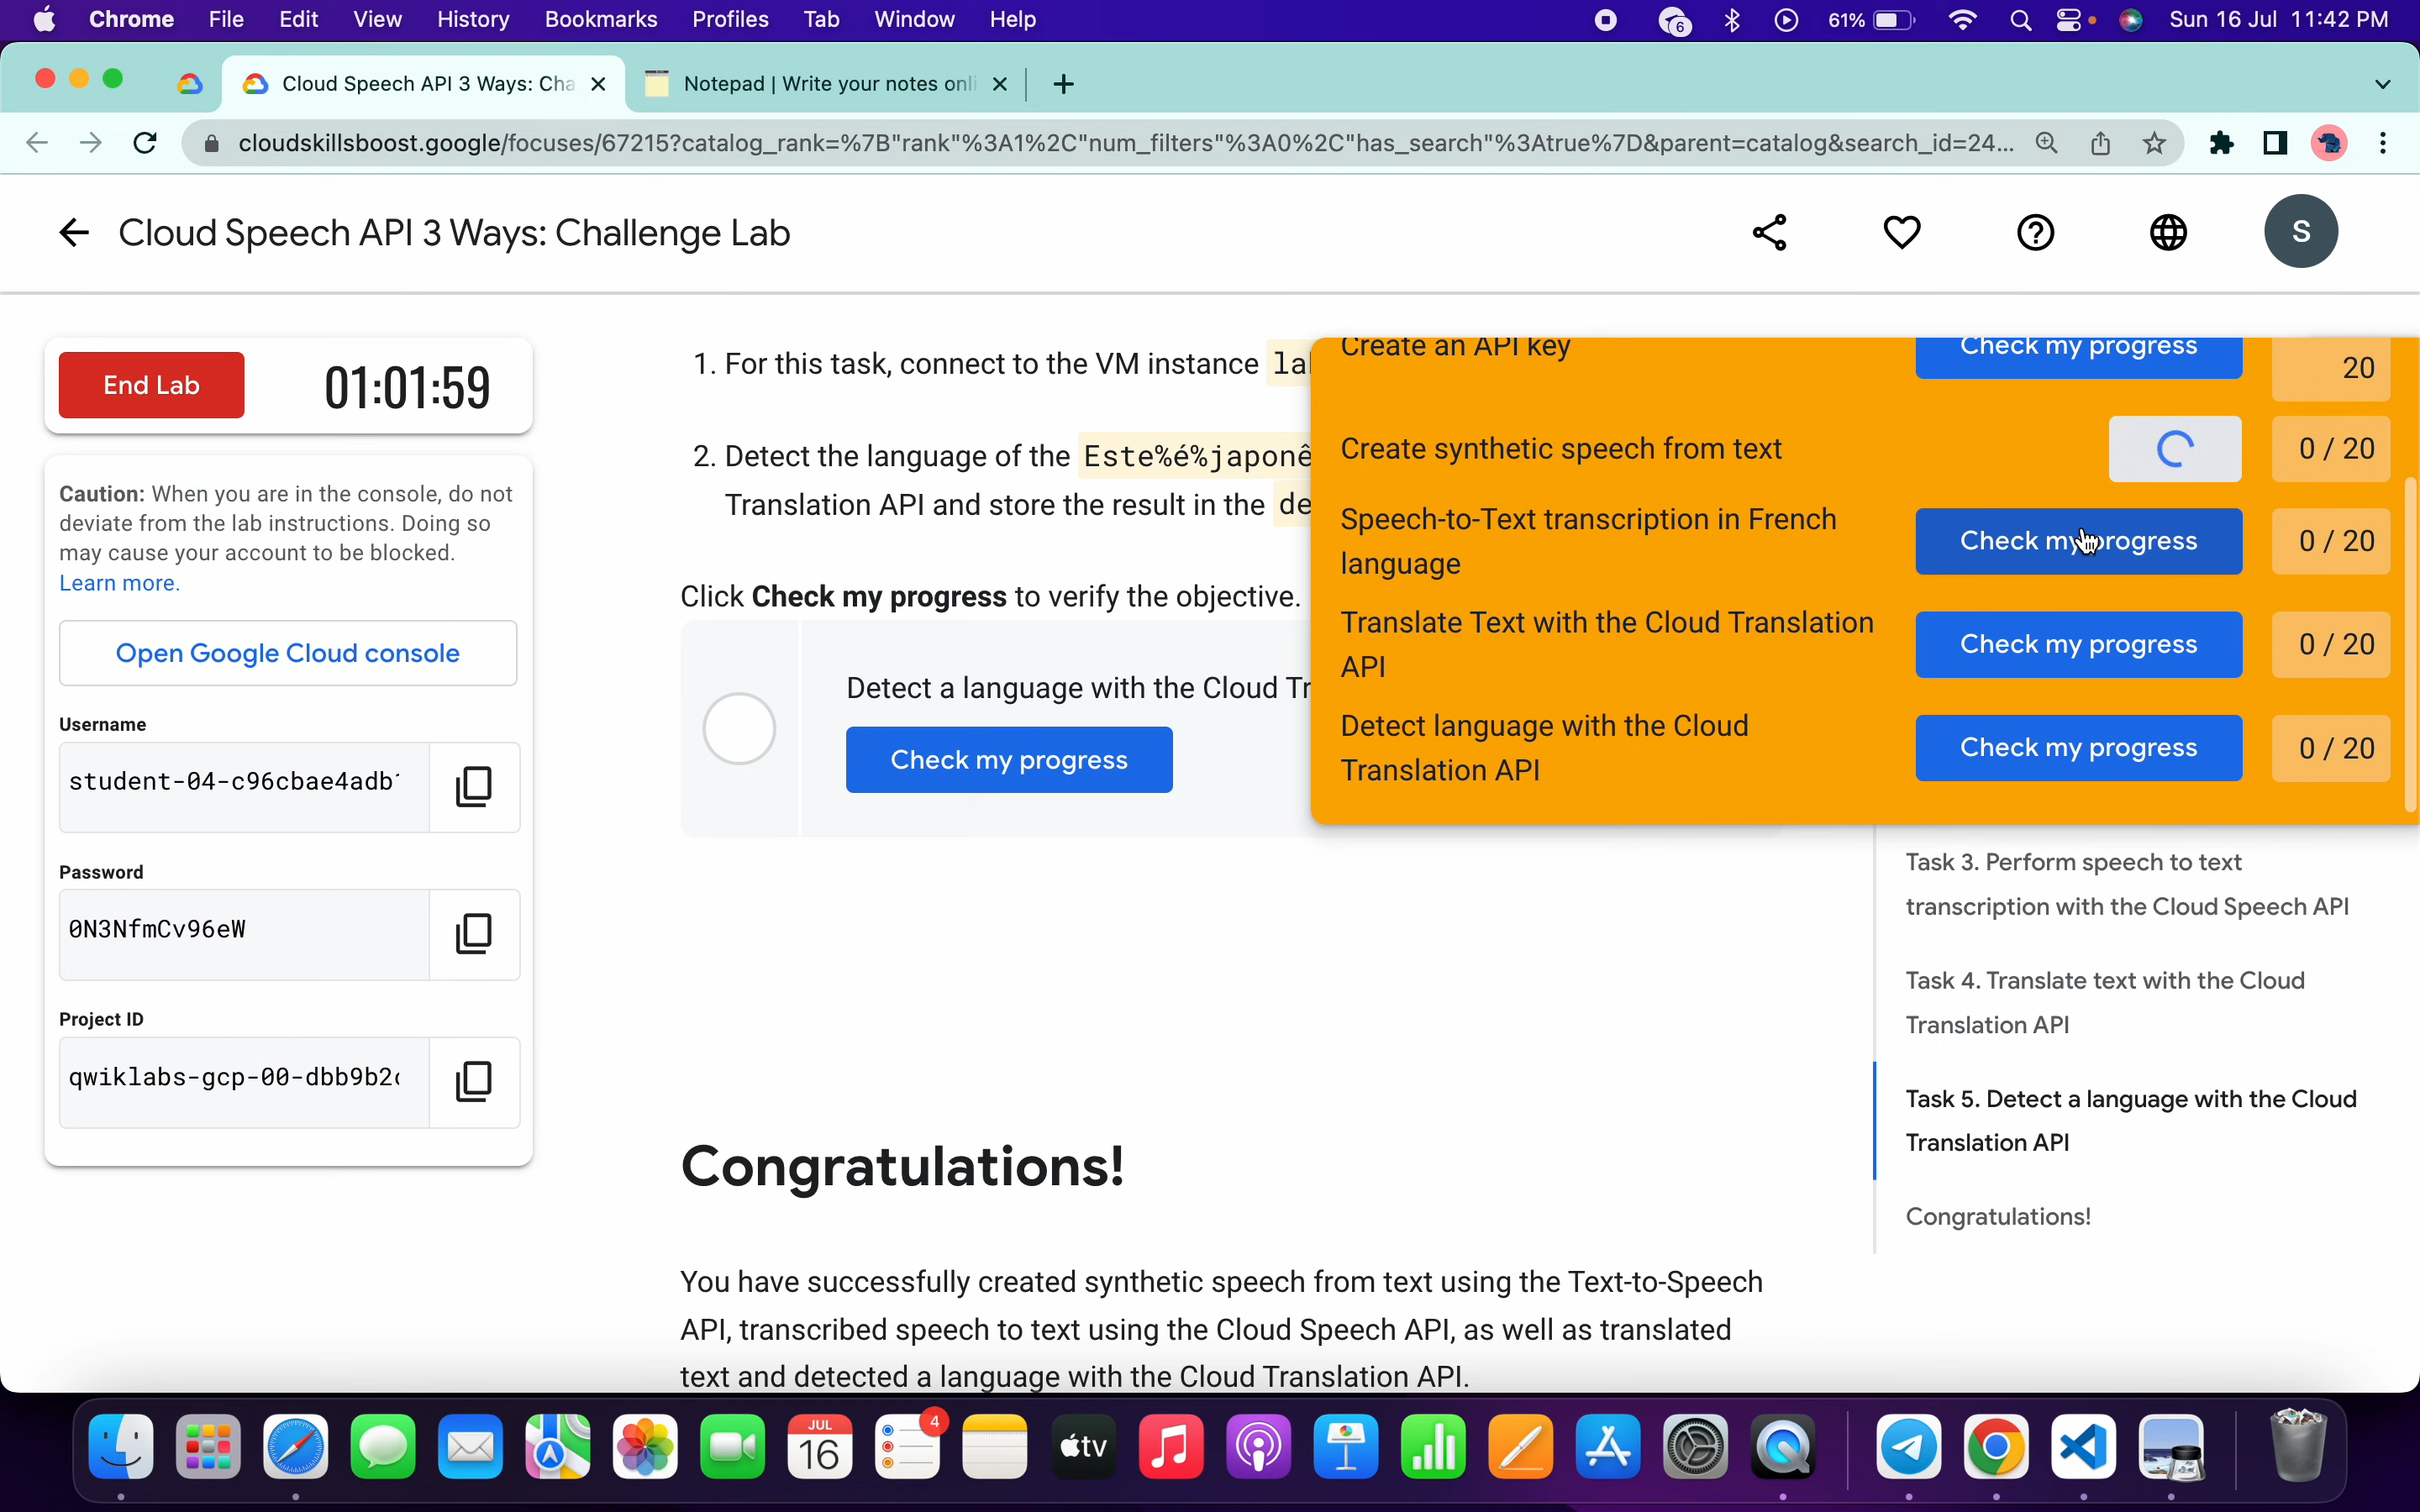 Chrome File Edit View History Bookmarks Profiles Tab Window Help 6 61% Sun 16 Jul 11:42 PM
Cloud Speech API 3 Ways: Cha
Notepad | Write your notes onli
cloudskillsboost.google/focuses/67215?catalog_rank=%7B"rank"%3A1%2C"num_filters"%3A0%2C"has_search"%3Atrue%7D&parent=catalog&search_id=24...
Cloud Speech API 3 Ways: Challenge Lab
S
End Lab
01:01:59
Caution: When you are in the console, do not
deviate from the lab instructions. Doing so
may cause your account to be blocked.
Learn more.
Open Google Cloud console
Username
student-04-c96cbae4adb
Password
0N3NfmCv96eW
Project ID
qwiklabs-gcp-00-dbb9b2
1. For this task, connect to the VM instance la
2. Detect the language of the Este%é%japonê
Translation API and store the result in the de
Click Check my progress to verify the objective.
Detect a language with the Cloud Tr
Check my progress
Create an API key
Check my progress
20
Create synthetic speech from text
0 / 20
Speech-to-Text transcription in French
language
Check my progress
0 / 20
Translate Text with the Cloud Translation
API
Check my progress
0 / 20
Detect language with the Cloud
Translation API
Check my progress
0 / 20
Task 3. Perform speech to text
transcription with the Cloud Speech API
Task 4. Translate text with the Cloud
Translation API
Task 5. Detect a language with the Cloud
Translation API
Congratulations!
Congratulations!
You have successfully created synthetic speech from text using the Text-to-Speech
API, transcribed speech to text using the Cloud Speech API, as well as translated
text and detected a language with the Cloud Translation API.
JUL
16
4
tv